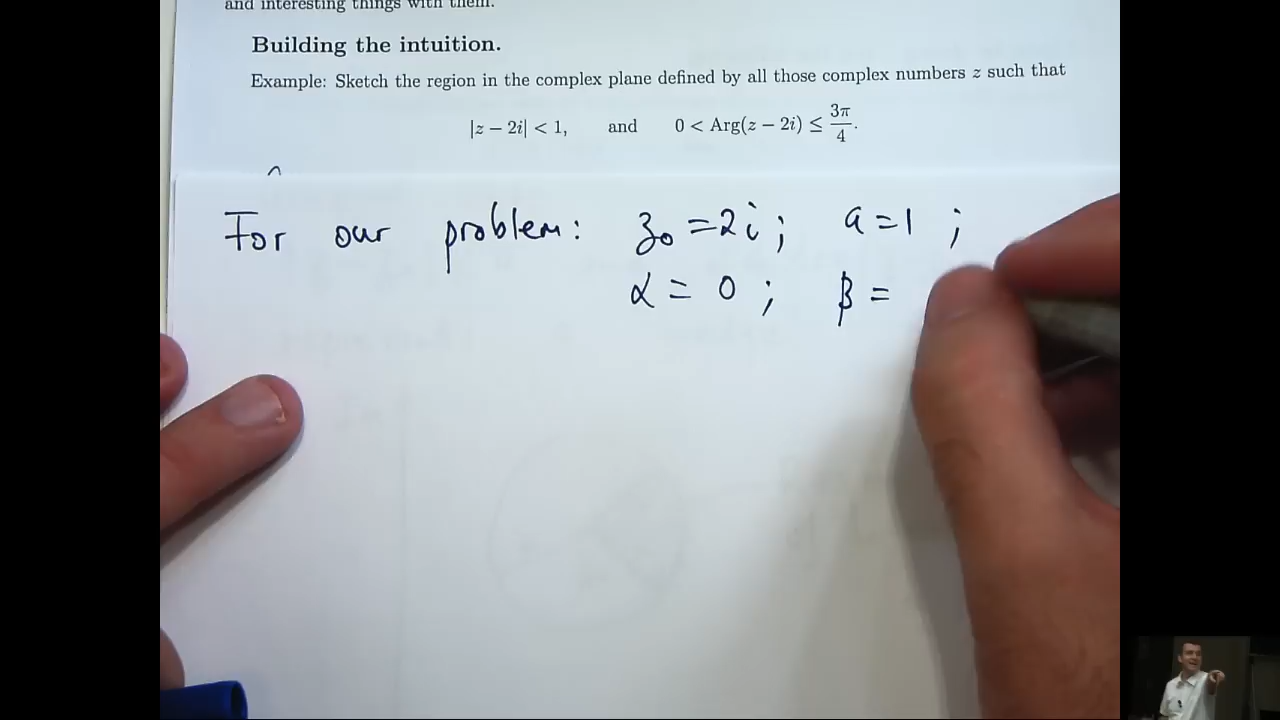 and interesting things with them.
Building the intuition.
Example: Sketch the region in the complex plane defined by all those complex numbers z such that
|z − 2i| < 1, and 0 < Arg(z − 2i) ≤ 3π/4.
For our problem: z₀ = 2i ; a = 1 ;
α = 0 ; β =